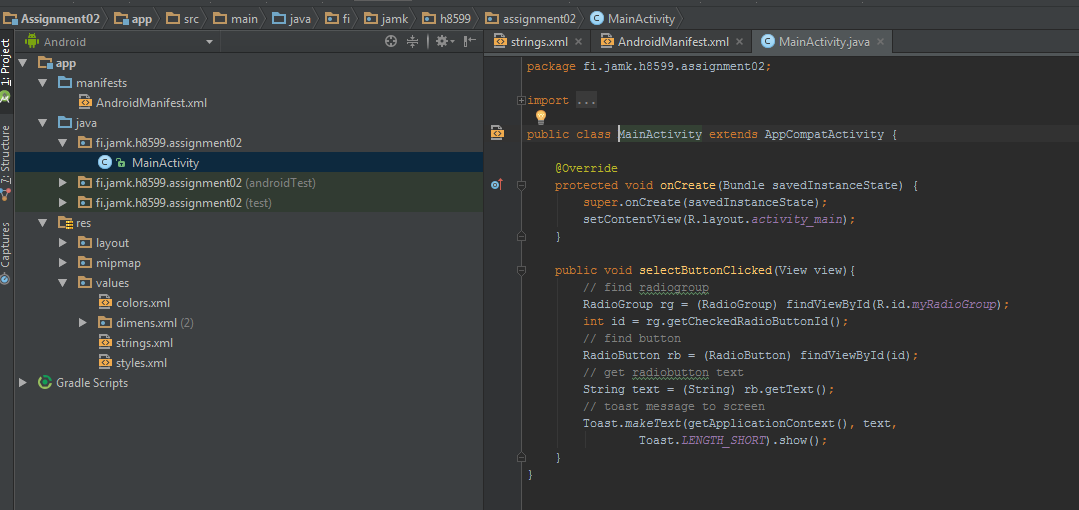 Assignment02 app src main java fi jamk h8599 assignment02 MainActivity
1: Project
Z: Structure
Captures
Android
app
manifests
AndroidManifest.xml
java
fi.jamk.h8599.assignment02
MainActivity
fi.jamk.h8599.assignment02 (androidTest)
fi.jamk.h8599.assignment02 (test)
res
layout
mipmap
values
colors.xml
dimens.xml (2)
strings.xml
styles.xml
Gradle Scripts
strings.xml AndroidManifest.xml MainActivity.java
package fi.jamk.h8599.assignment02;
import ...
public class MainActivity extends AppCompatActivity {
@Override
protected void onCreate(Bundle savedInstanceState) {
super.onCreate(savedInstanceState);
setContentView(R.layout.activity_main);
}
public void selectButtonClicked(View view){
// find radiogroup
RadioGroup rg = (RadioGroup) findViewById(R.id.myRadioGroup);
int id = rg.getCheckedRadioButtonId();
// find button
RadioButton rb = (RadioButton) findViewById(id);
// get radiobutton text
String text = (String) rb.getText();
// toast message to screen
Toast.makeText(getApplicationContext(), text,
Toast.LENGTH_SHORT).show();
}
}